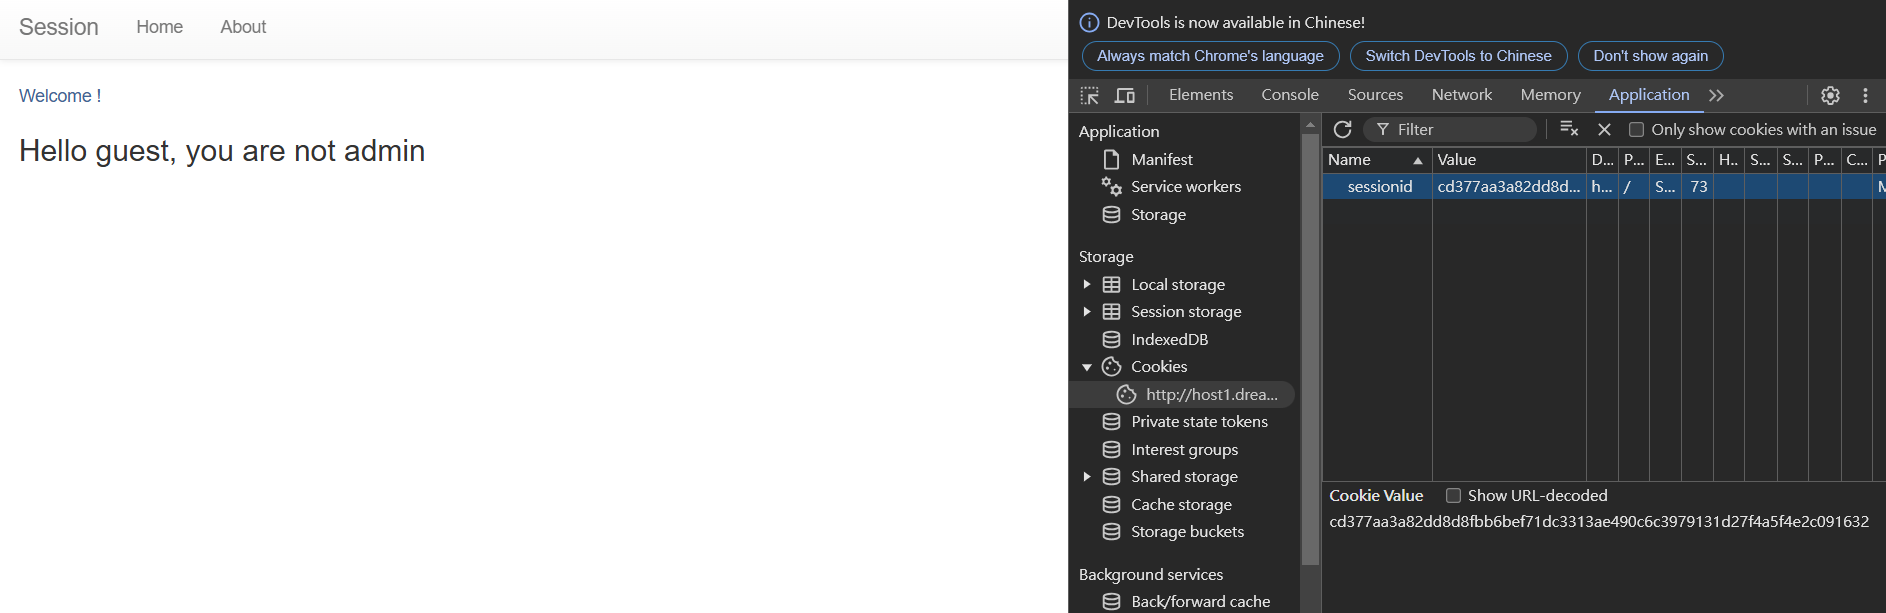 Session Home About
Welcome !
Hello guest, you are not admin
DevTools is now available in Chinese!
Always match Chrome's language Switch DevTools to Chinese Don't show again
Elements Console Sources Network Memory Application
Application
Manifest
Service workers
Storage
Storage
Local storage
Session storage
IndexedDB
Cookies
http://host1.drea...
Private state tokens
Interest groups
Shared storage
Cache storage
Storage buckets
Background services
Back/forward cache
Filter Only show cookies with an issue
Name Value D... P... E... S... H.. S... S... P... C... P
sessionid cd377aa3a82dd8d... h... / S... 73 M
Cookie Value Show URL-decoded
cd377aa3a82dd8d8fbb6bef71dc3313ae490c6c3979131d27f4a5f4e2c091632